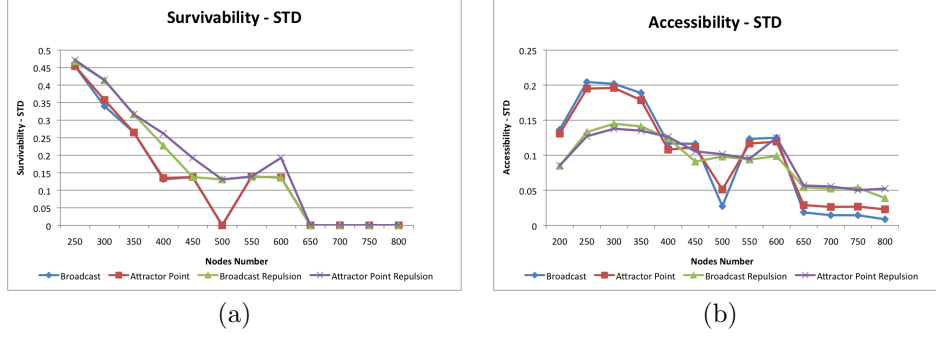 Survivability - STD
0.5
0.45
0.4
0.35
0.3
0.25
0.2
0.15
0.1
0.05
0
Survivability - STD
250 300 350 400 450 500 550 600 650 700 750 800
Nodes Number
Broadcast Attractor Point Broadcast Repulsion Attractor Point Repulsion
(a)
Accessibility - STD
0.25
0.2
0.15
0.1
0.05
0
Accessibility - STD
200 250 300 350 400 450 500 550 600 650 700 750 800
Nodes Number
Broadcast Attractor Point Broadcast Repulsion Attractor Point Repulsion
(b)